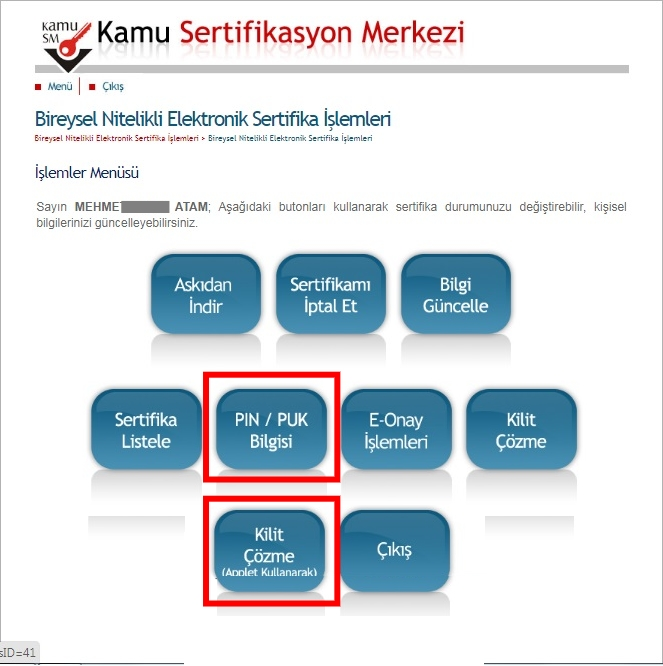 kamu
SM
Kamu Sertifikasyon Merkezi
Menü
Çıkış
Bireysel Nitelikli Elektronik Sertifika İşlemleri
Bireysel Nitelikli Elektronik Sertifika İşlemleri > Bireysel Nitelikli Elektronik Sertifika İşlemleri
İşlemler Menüsü
Sayın MEHME ATAM; Aşağıdaki butonları kullanarak sertifika durumunuzu değiştirebilir, kişisel
bilgilerinizi güncelleyebilirsiniz.
Askıdan
İndir
Sertifikamı
İptal Et
Bilgi
Güncelle
Sertifika
Listele
PIN / PUK
Bilgisi
E-Onay
İşlemleri
Kilit
Çözme
Kilit
Çözme
(Applet Kullanarak)
Çıkış
sID=41